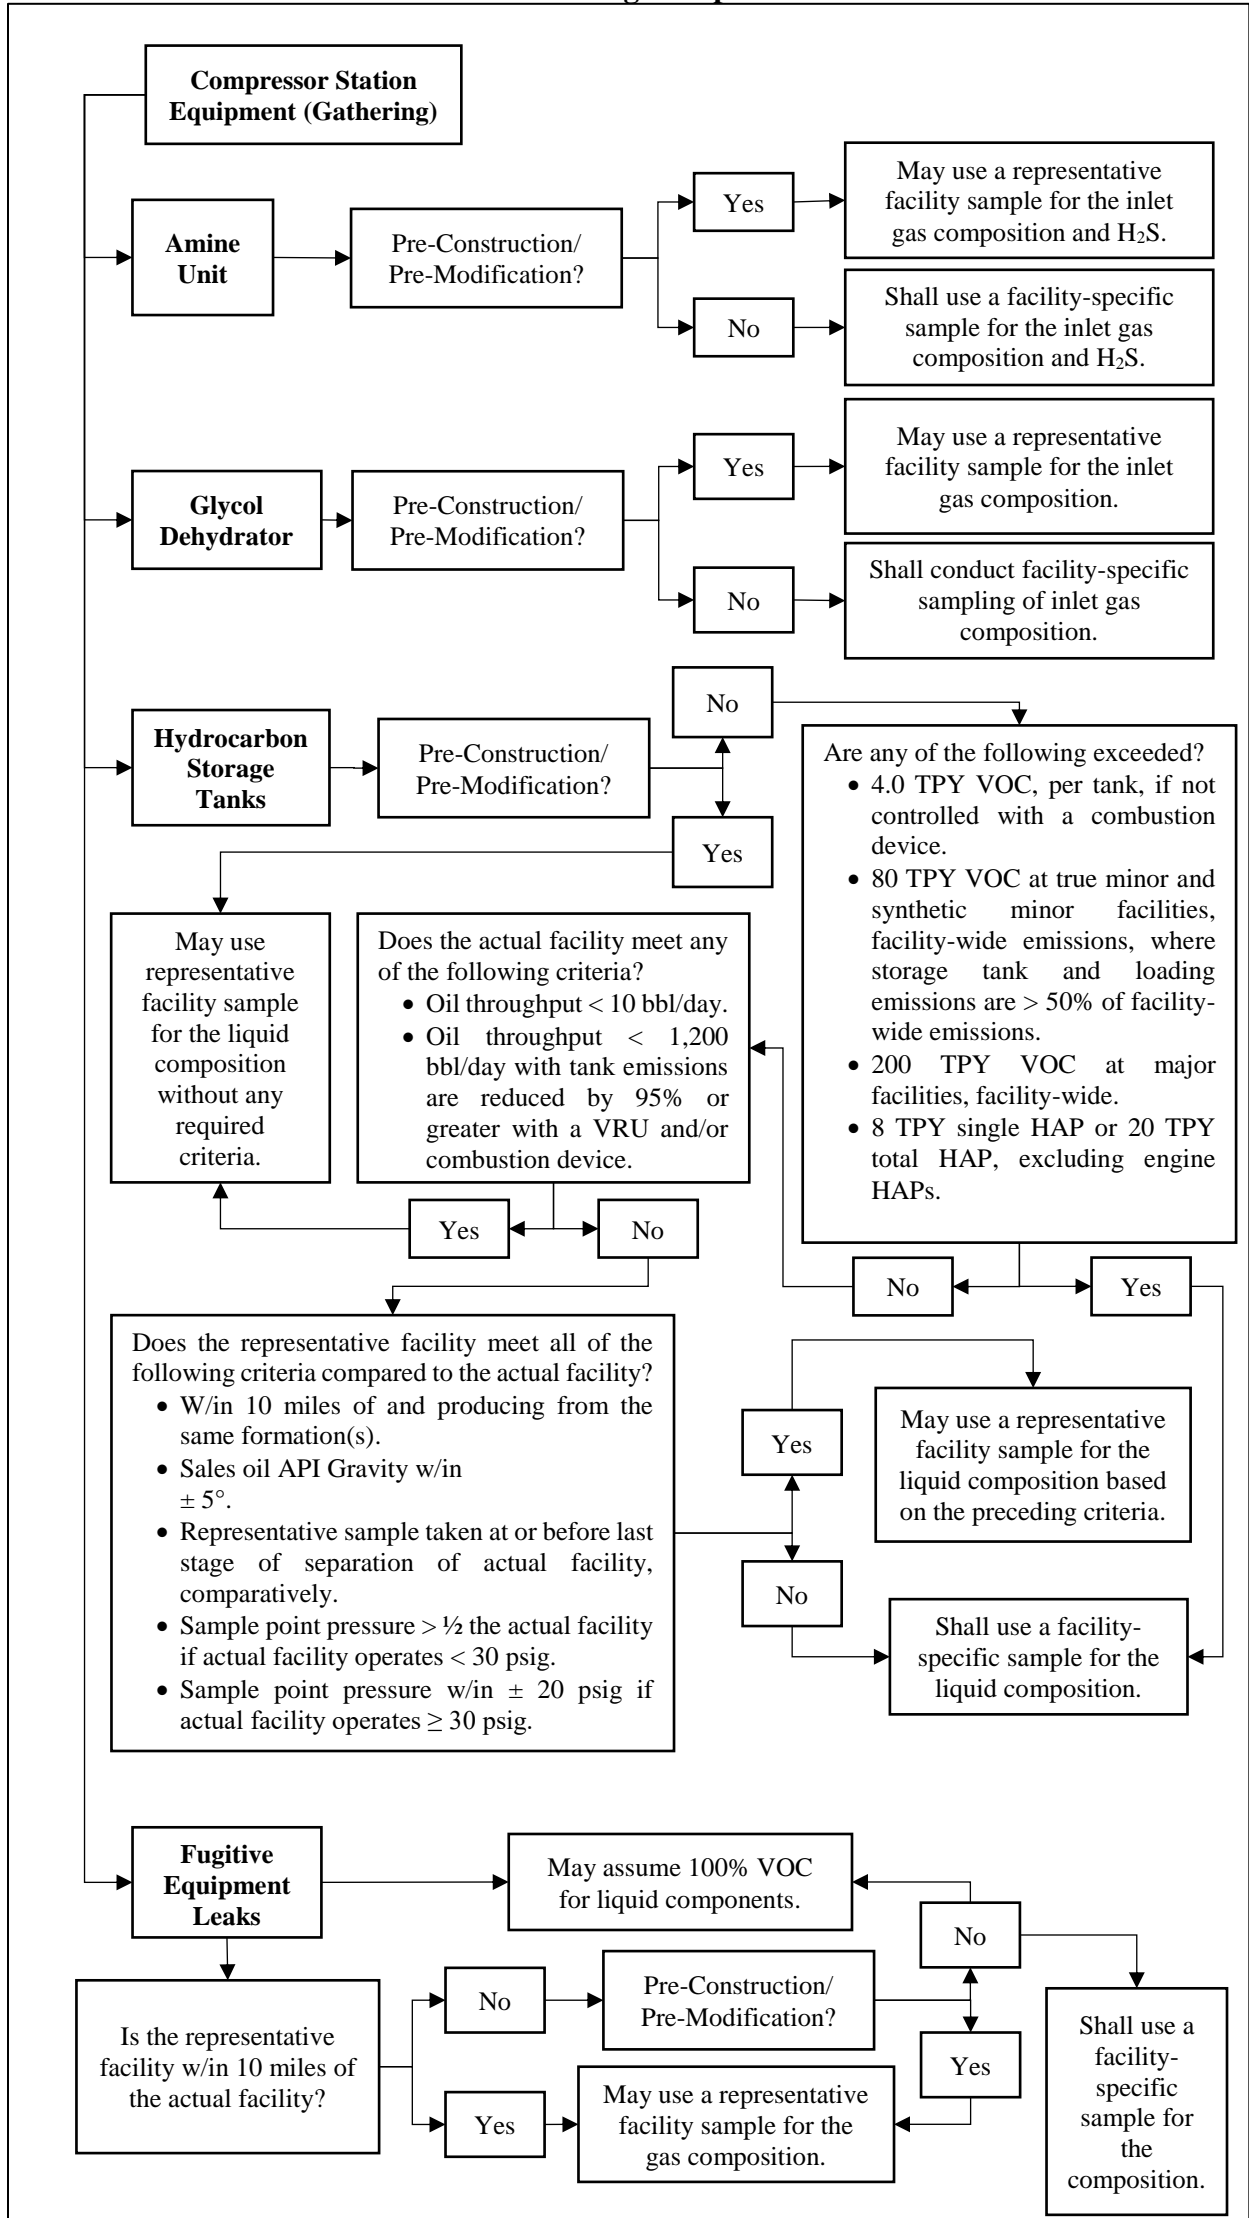 Compressor Station
Equipment (Gathering)
Amine
Unit
Pre-Construction/
Pre-Modification?
Yes
May use a representative
facility sample for the inlet
gas composition and H₂S.
No
Shall use a facility-specific
sample for the inlet gas
composition and H₂S.
Glycol
Dehydrator
Pre-Construction/
Pre-Modification?
Yes
May use a representative
facility sample for the inlet
gas composition.
No
Shall conduct facility-specific
sampling of inlet gas
composition.
Hydrocarbon
Storage
Tanks
Pre-Construction/
Pre-Modification?
No
Yes
Are any of the following exceeded?
• 4.0 TPY VOC, per tank, if not
controlled with a combustion
device.
• 80 TPY VOC at true minor and
synthetic minor facilities,
facility-wide emissions, where
storage tank and loading
emissions are > 50% of facility-
wide emissions.
• 200 TPY VOC at major
facilities, facility-wide.
• 8 TPY single HAP or 20 TPY
total HAP, excluding engine
HAPs.
May use
representative
facility sample
for the liquid
composition
without any
required
criteria.
Does the actual facility meet any
of the following criteria?
• Oil throughput < 10 bbl/day.
• Oil throughput < 1,200
bbl/day with tank emissions
are reduced by 95% or
greater with a VRU and/or
combustion device.
Yes
No
No
Yes
Does the representative facility meet all of the
following criteria compared to the actual facility?
• W/in 10 miles of and producing from the
same formation(s).
• Sales oil API Gravity w/in
± 5°.
• Representative sample taken at or before last
stage of separation of actual facility,
comparatively.
• Sample point pressure > ½ the actual facility
if actual facility operates < 30 psig.
• Sample point pressure w/in ± 20 psig if
actual facility operates ≥ 30 psig.
Yes
May use a representative
facility sample for the
liquid composition based
on the preceding criteria.
No
Shall use a facility-
specific sample for the
liquid composition.
Fugitive
Equipment
Leaks
May assume 100% VOC
for liquid components.
No
Is the representative
facility w/in 10 miles of
the actual facility?
No
Pre-Construction/
Pre-Modification?
Yes
Yes
May use a representative
facility sample for the
gas composition.
Shall use a
facility-
specific
sample for
the
composition.